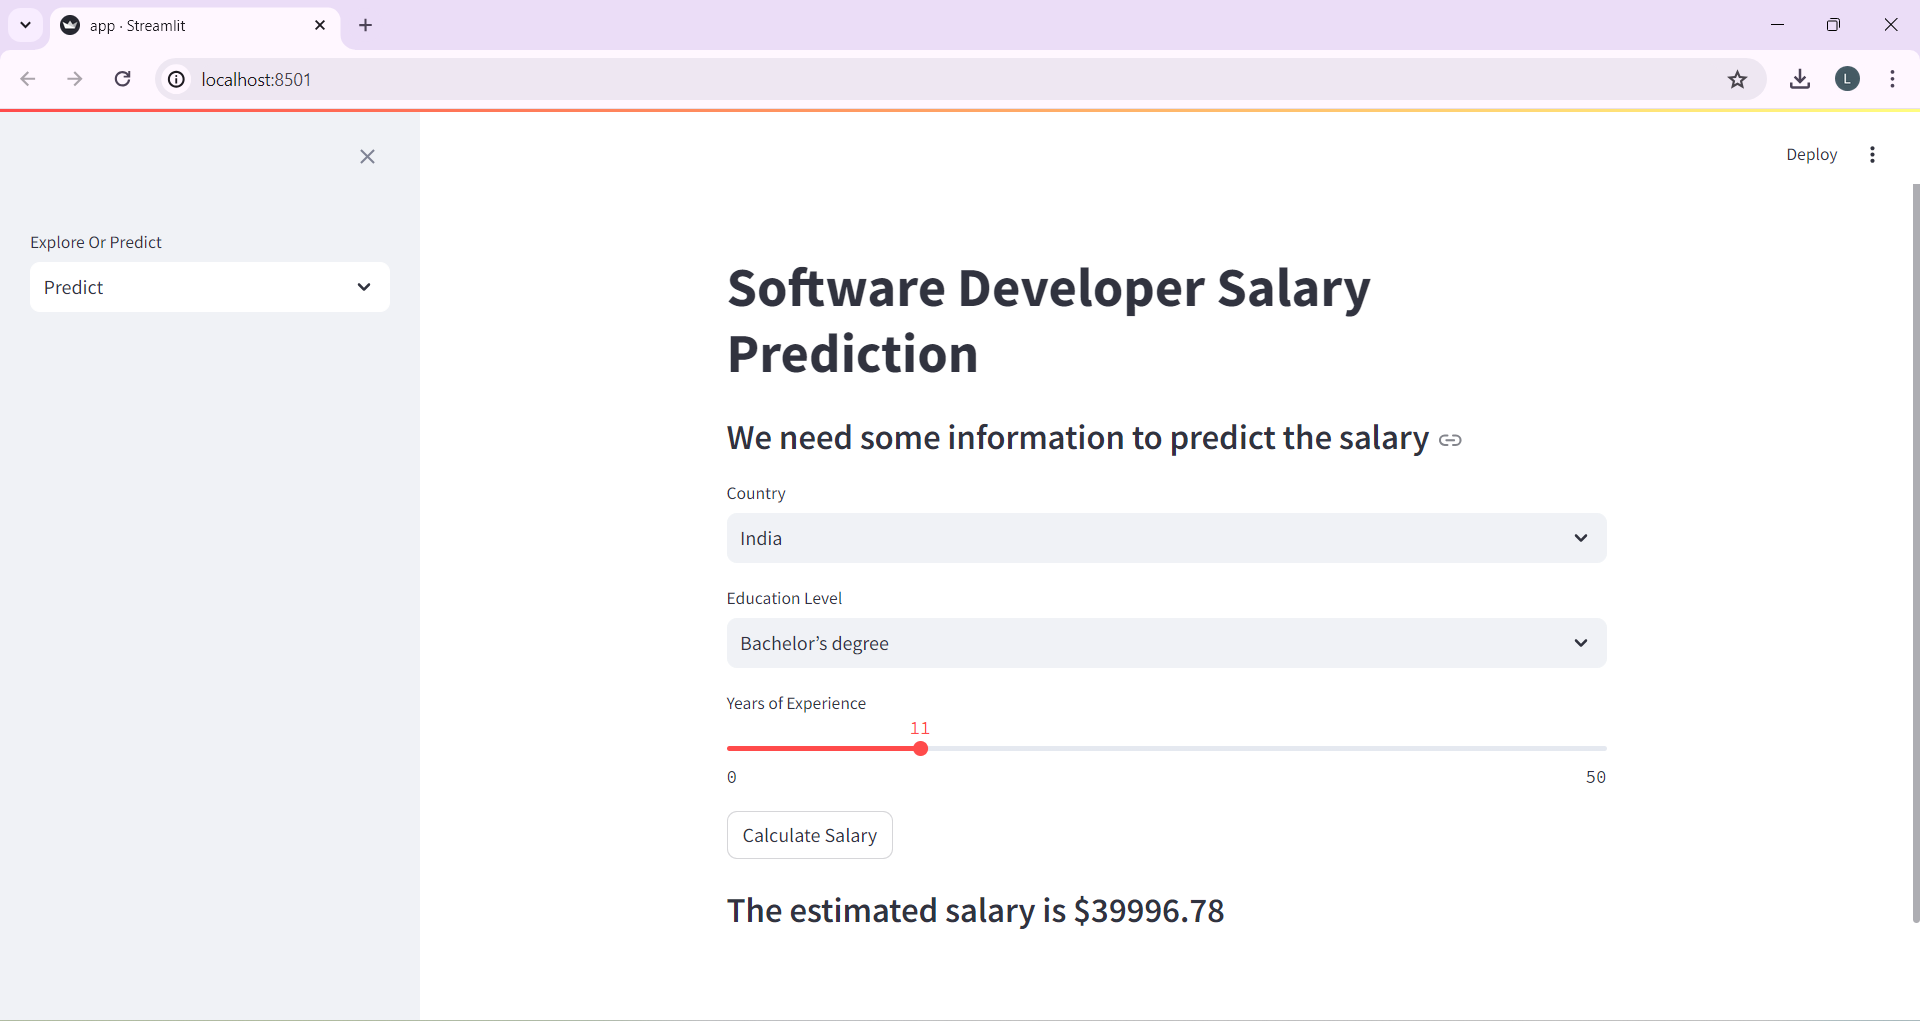 app · Streamlit
localhost:8501
L
Deploy
Explore Or Predict
Predict
Software Developer Salary
Prediction
We need some information to predict the salary
Country
India
Education Level
Bachelor’s degree
Years of Experience
11
0 50
Calculate Salary
The estimated salary is $39996.78